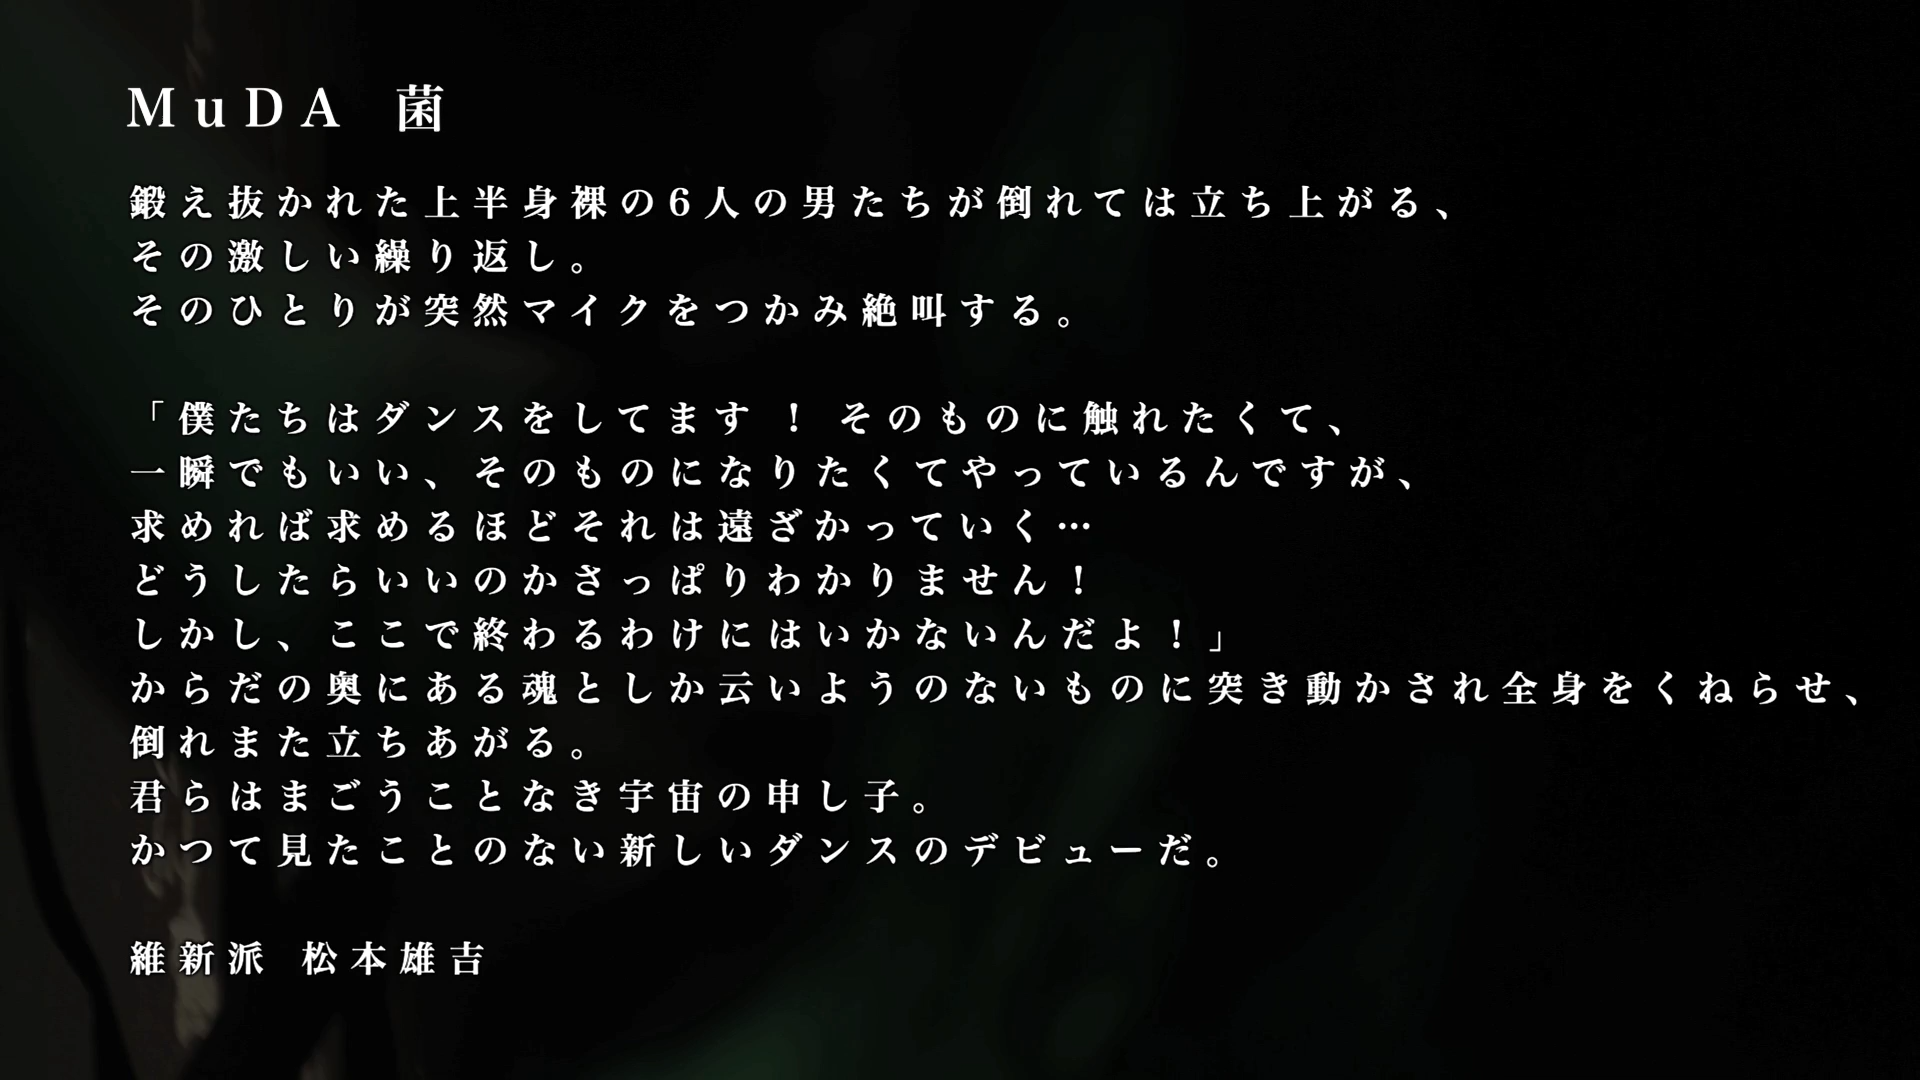 MuDA 菌
鍛え抜かれた上半身裸の6人の男たちが倒れては立ち上がる、
その激しい繰り返し。
そのひとりが突然マイクをつかみ絶叫する。
「僕たちはダンスをしてます！そのものに触れたくて、
一瞬でもいい、そのものになりたくてやっているんですが、
求めれば求めるほどそれは遠ざかっていく…
どうしたらいいのかさっぱりわかりません！
しかし、ここで終わるわけにはいかないんだよ！」
からだの奥にある魂としか云いようのないものに突き動かされ全身をくねらせ、
倒れまた立ちあがる。
君らはまごうことなき宇宙の申し子。
かつて見たことのない新しいダンスのデビューだ。
維新派 松本雄吉